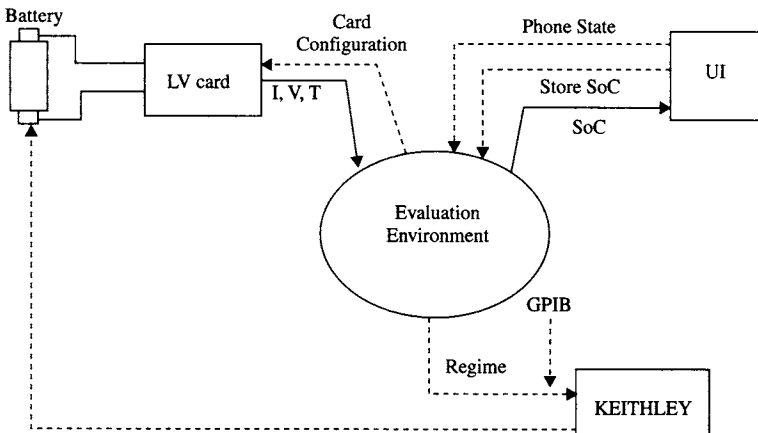 Battery
Card
Configuration
Phone State
LV card
I, V, T
UI
Store SoC
SoC
Evaluation
Environment
GPIB
Regime
KEITHLEY